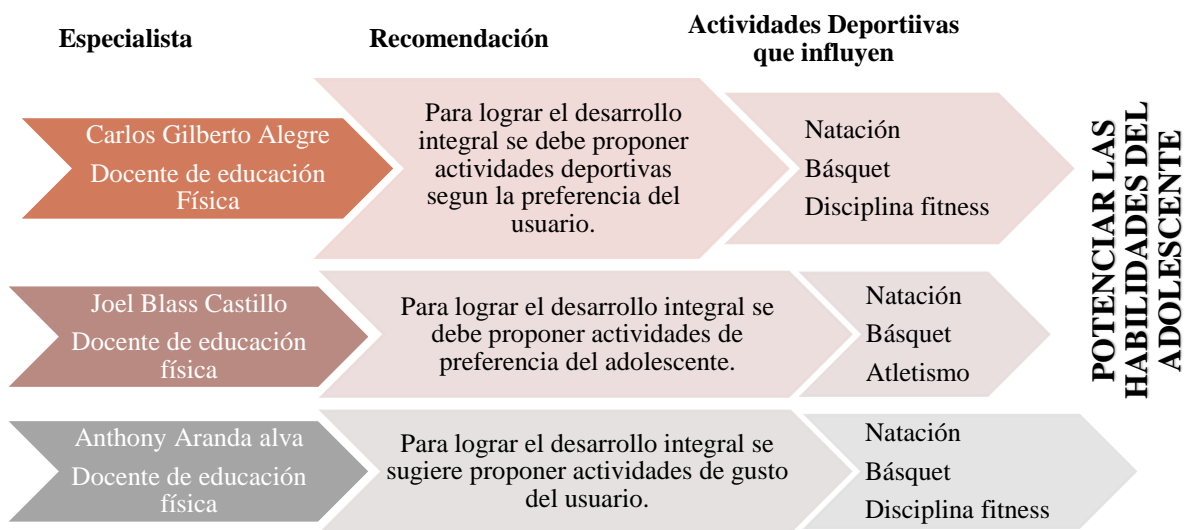 Especialista
Recomendación
Actividades Deportiivas
que influyen
Carlos Gilberto Alegre
Docente de educación
Física
Para lograr el desarrollo
integral se debe proponer
actividades deportivas
segun la preferencia del
usuario.
Natación
Básquet
Disciplina fitness
Joel Blass Castillo
Docente de educación
física
Para lograr el desarrollo integral se
debe proponer actividades de
preferencia del adolescente.
Natación
Básquet
Atletismo
Anthony Aranda alva
Docente de educación
física
Para lograr el desarrollo integral se
sugiere proponer actividades de gusto
del usuario.
Natación
Básquet
Disciplina fitness
POTENCIAR LAS
HABILIDADES DEL
ADOLESCENTE